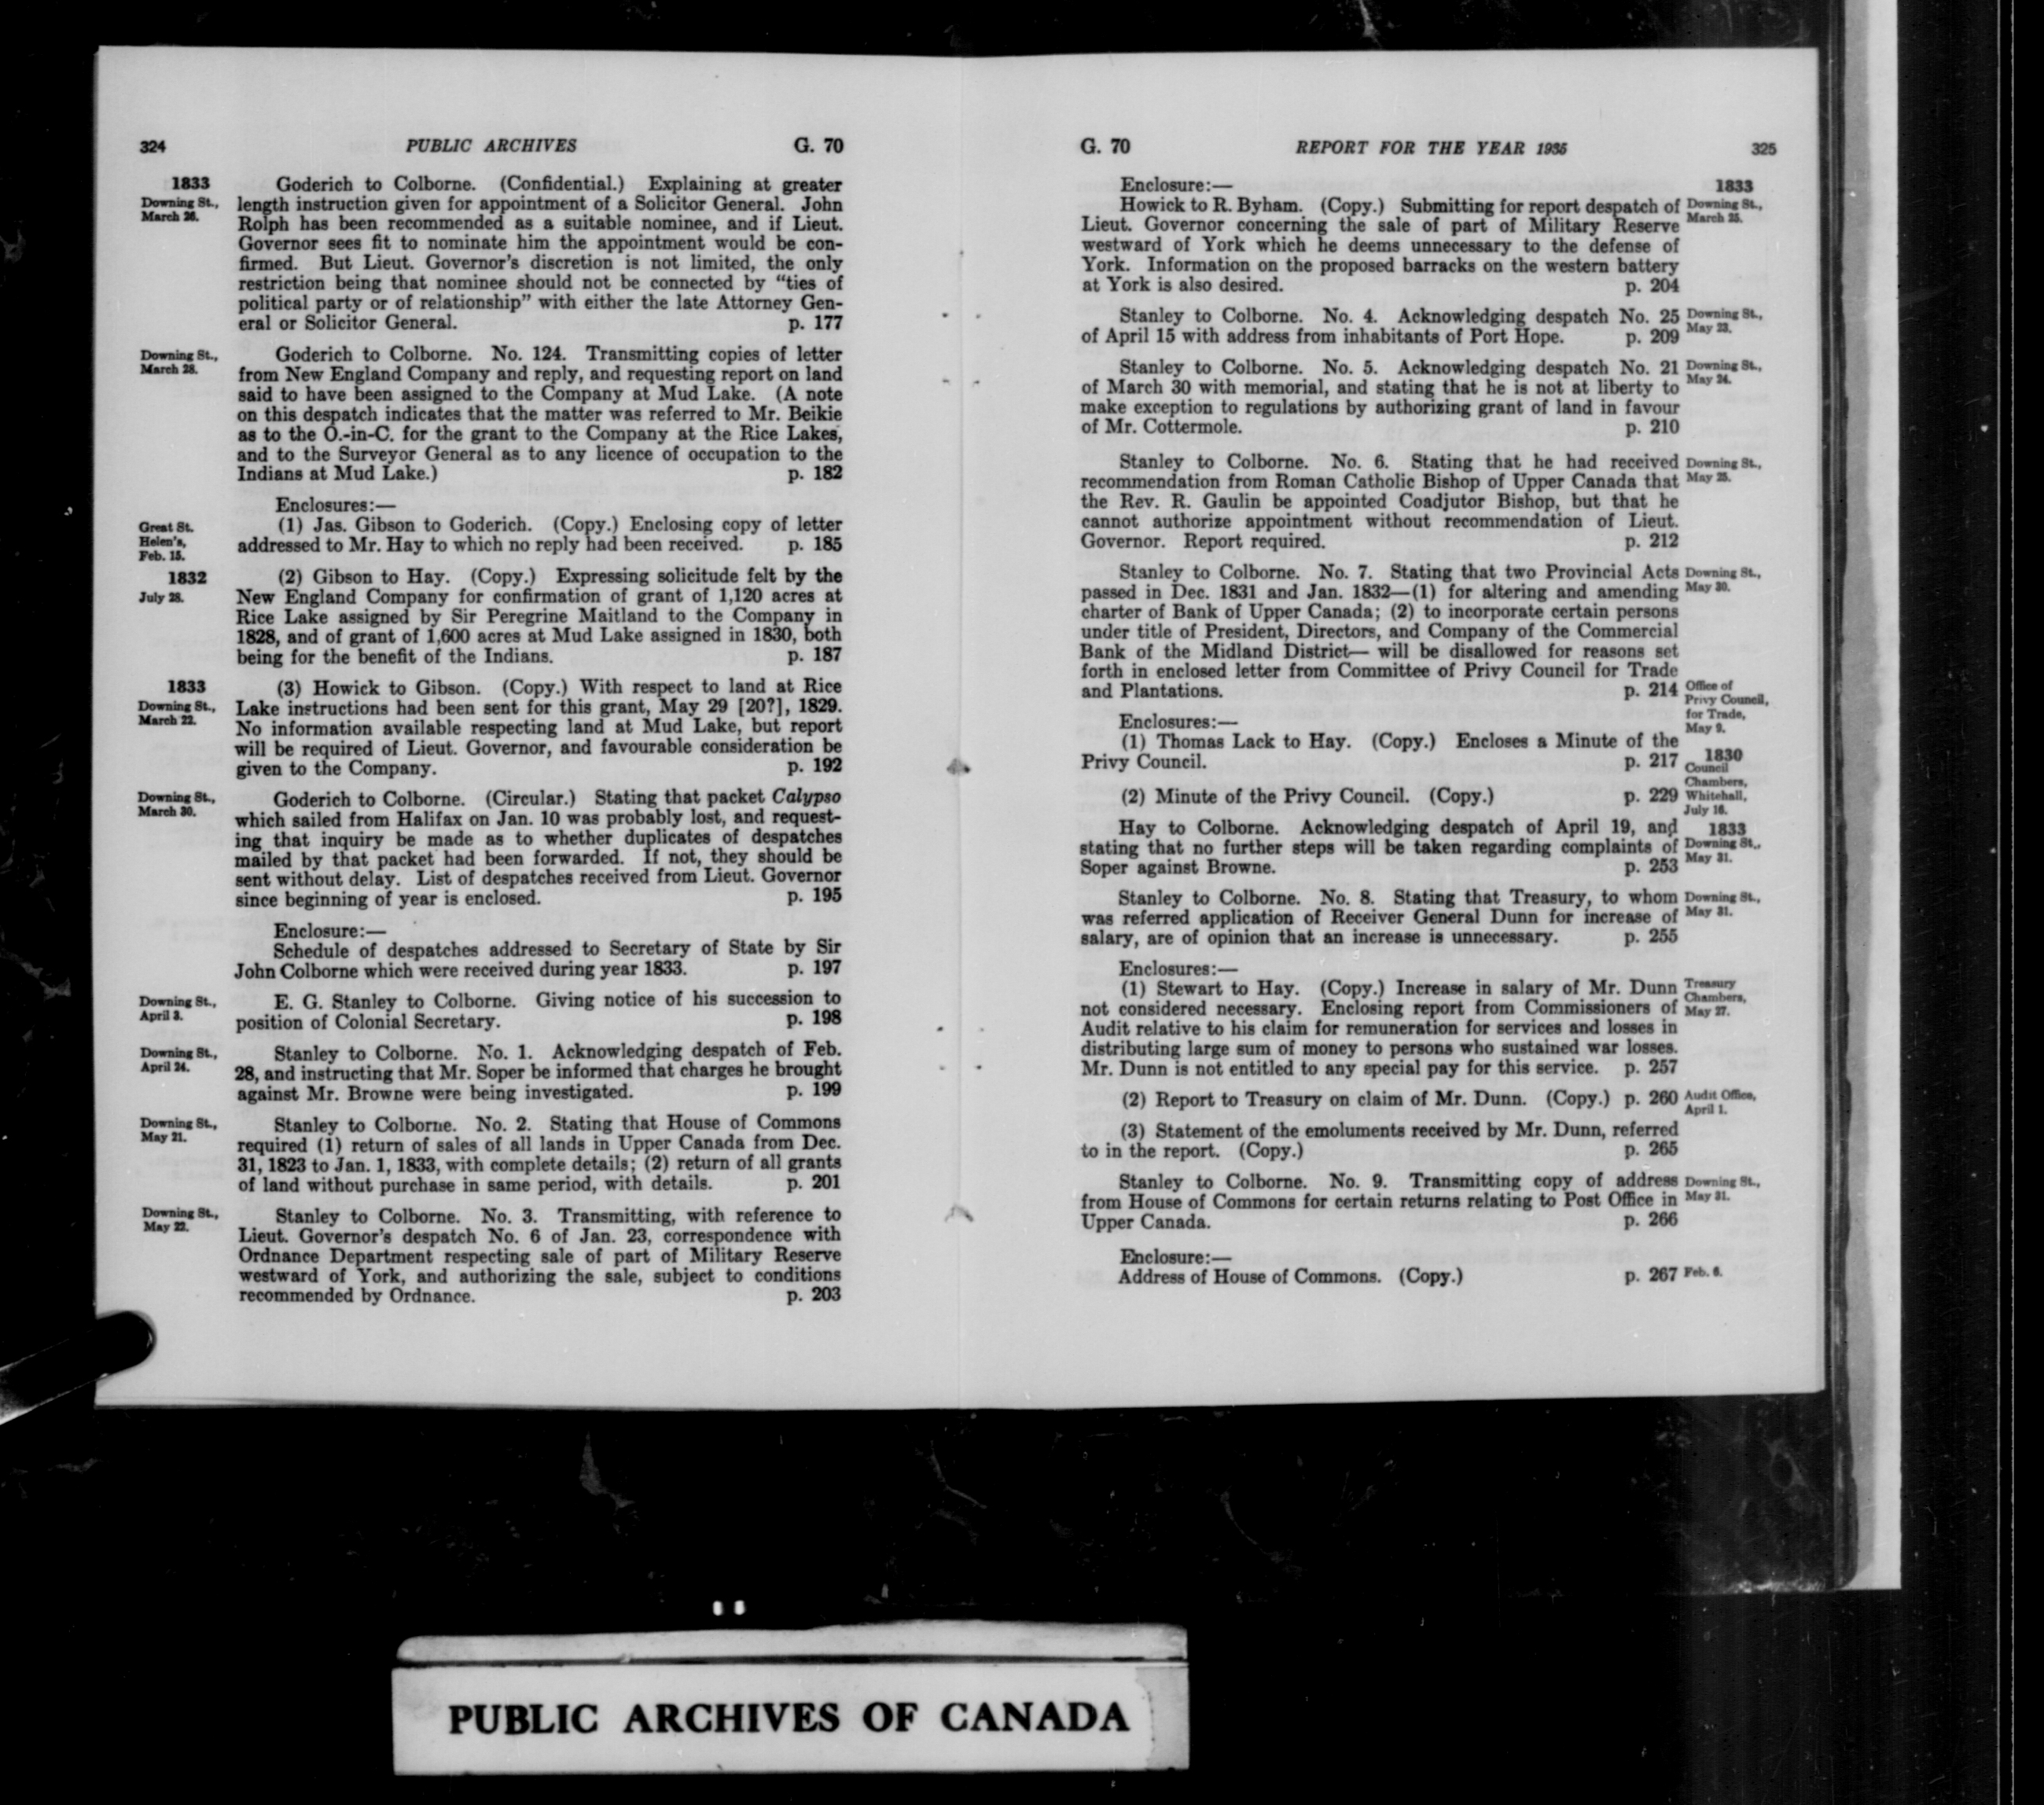 324 PUBLIC ARCHIVES G. 70
1833
Downing St.,
March 26.
Goderich to Colborne. (Confidential.) Explaining at greater
length instruction given for appointment of a Solicitor General. John
Rolph has been recommended as a suitable nominee, and if Lieut.
Governor sees fit to nominate him the appointment would be con-
firmed. But Lieut. Governor's discretion is not limited, the only
restriction being that nominee should not be connected by "ties of
political party or of relationship" with either the late Attorney Gen-
eral or Solicitor General. p. 177
Downing St.,
March 28.
Goderich to Colborne. No. 124. Transmitting copies of letter
from New England Company and reply, and requesting report on land
said to have been assigned to the Company at Mud Lake. (A note
on this despatch indicates that the matter was referred to Mr. Beikie
as to the O.-in-C. for the grant to the Company at the Rice Lakes,
and to the Surveyor General as to any licence of occupation to the
Indians at Mud Lake.) p. 182
Enclosures:—
Great St.
Helen's,
Feb. 15.
(1) Jas. Gibson to Goderich. (Copy.) Enclosing copy of letter
addressed to Mr. Hay to which no reply had been received. p. 185
1832
July 28.
(2) Gibson to Hay. (Copy.) Expressing solicitude felt by the
New England Company for confirmation of grant of 1,120 acres at
Rice Lake assigned by Sir Peregrine Maitland to the Company in
1828, and of grant of 1,600 acres at Mud Lake assigned in 1830, both
being for the benefit of the Indians. p. 187
1833
Downing St.,
March 22.
(3) Howick to Gibson. (Copy.) With respect to land at Rice
Lake instructions had been sent for this grant, May 29 [20?], 1829.
No information available respecting land at Mud Lake, but report
will be required of Lieut. Governor, and favourable consideration be
given to the Company. p. 192
Downing St.,
March 30.
Goderich to Colborne. (Circular.) Stating that packet Calypso
which sailed from Halifax on Jan. 10 was probably lost, and request-
ing that inquiry be made as to whether duplicates of despatches
mailed by that packet had been forwarded. If not, they should be
sent without delay. List of despatches received from Lieut. Governor
since beginning of year is enclosed. p. 195
Enclosure:—
Schedule of despatches addressed to Secretary of State by Sir
John Colborne which were received during year 1833. p. 197
Downing St.,
April 3.
E. G. Stanley to Colborne. Giving notice of his succession to
position of Colonial Secretary. p. 198
Downing St.,
April 24.
Stanley to Colborne. No. 1. Acknowledging despatch of Feb.
28, and instructing that Mr. Soper be informed that charges he brought
against Mr. Browne were being investigated. p. 199
Downing St.,
May 21.
Stanley to Colborne. No. 2. Stating that House of Commons
required (1) return of sales of all lands in Upper Canada from Dec.
31, 1823 to Jan. 1, 1833, with complete details; (2) return of all grants
of land without purchase in same period, with details. p. 201
Downing St.,
May 22.
Stanley to Colborne. No. 3. Transmitting, with reference to
Lieut. Governor's despatch No. 6 of Jan. 23, correspondence with
Ordnance Department respecting sale of part of Military Reserve
westward of York, and authorizing the sale, subject to conditions
recommended by Ordnance. p. 203
G. 70 REPORT FOR THE YEAR 1935 325
Enclosure:—
1833
Downing St.,
March 25.
Howick to R. Byham. (Copy.) Submitting for report despatch of
Lieut. Governor concerning the sale of part of Military Reserve
westward of York which he deems unnecessary to the defense of
York. Information on the proposed barracks on the western battery
at York is also desired. p. 204
Downing St.,
May 23.
Stanley to Colborne. No. 4. Acknowledging despatch No. 25
of April 15 with address from inhabitants of Port Hope. p. 209
Downing St.,
May 24.
Stanley to Colborne. No. 5. Acknowledging despatch No. 21
of March 30 with memorial, and stating that he is not at liberty to
make exception to regulations by authorizing grant of land in favour
of Mr. Cottermole. p. 210
Downing St.,
May 25.
Stanley to Colborne. No. 6. Stating that he had received
recommendation from Roman Catholic Bishop of Upper Canada that
the Rev. R. Gaulin be appointed Coadjutor Bishop, but that he
cannot authorize appointment without recommendation of Lieut.
Governor. Report required. p. 212
Downing St.,
May 30.
Stanley to Colborne. No. 7. Stating that two Provincial Acts
passed in Dec. 1831 and Jan. 1832—(1) for altering and amending
charter of Bank of Upper Canada; (2) to incorporate certain persons
under title of President, Directors, and Company of the Commercial
Bank of the Midland District— will be disallowed for reasons set
forth in enclosed letter from Committee of Privy Council for Trade
and Plantations. p. 214
Enclosures:—
Office of
Privy Council,
for Trade,
May 9.
(1) Thomas Lack to Hay. (Copy.) Encloses a Minute of the
Privy Council. p. 217
1830
Council
Chambers,
Whitehall,
July 16.
(2) Minute of the Privy Council. (Copy.) p. 229
1833
Downing St.,
May 31.
Hay to Colborne. Acknowledging despatch of April 19, and
stating that no further steps will be taken regarding complaints of
Soper against Browne. p. 253
Downing St.,
May 31.
Stanley to Colborne. No. 8. Stating that Treasury, to whom
was referred application of Receiver General Dunn for increase of
salary, are of opinion that an increase is unnecessary. p. 255
Enclosures:—
Treasury
Chambers,
May 27.
(1) Stewart to Hay. (Copy.) Increase in salary of Mr. Dunn
not considered necessary. Enclosing report from Commissioners of
Audit relative to his claim for remuneration for services and losses in
distributing large sum of money to persons who sustained war losses.
Mr. Dunn is not entitled to any special pay for this service. p. 257
Audit Office,
April 1.
(2) Report to Treasury on claim of Mr. Dunn. (Copy.) p. 260
(3) Statement of the emoluments received by Mr. Dunn, referred
to in the report. (Copy.) p. 265
Downing St.,
May 31.
Stanley to Colborne. No. 9. Transmitting copy of address
from House of Commons for certain returns relating to Post Office in
Upper Canada. p. 266
Enclosure:—
Address of House of Commons. (Copy.) p. 267 Feb. 6.
PUBLIC ARCHIVES OF CANADA